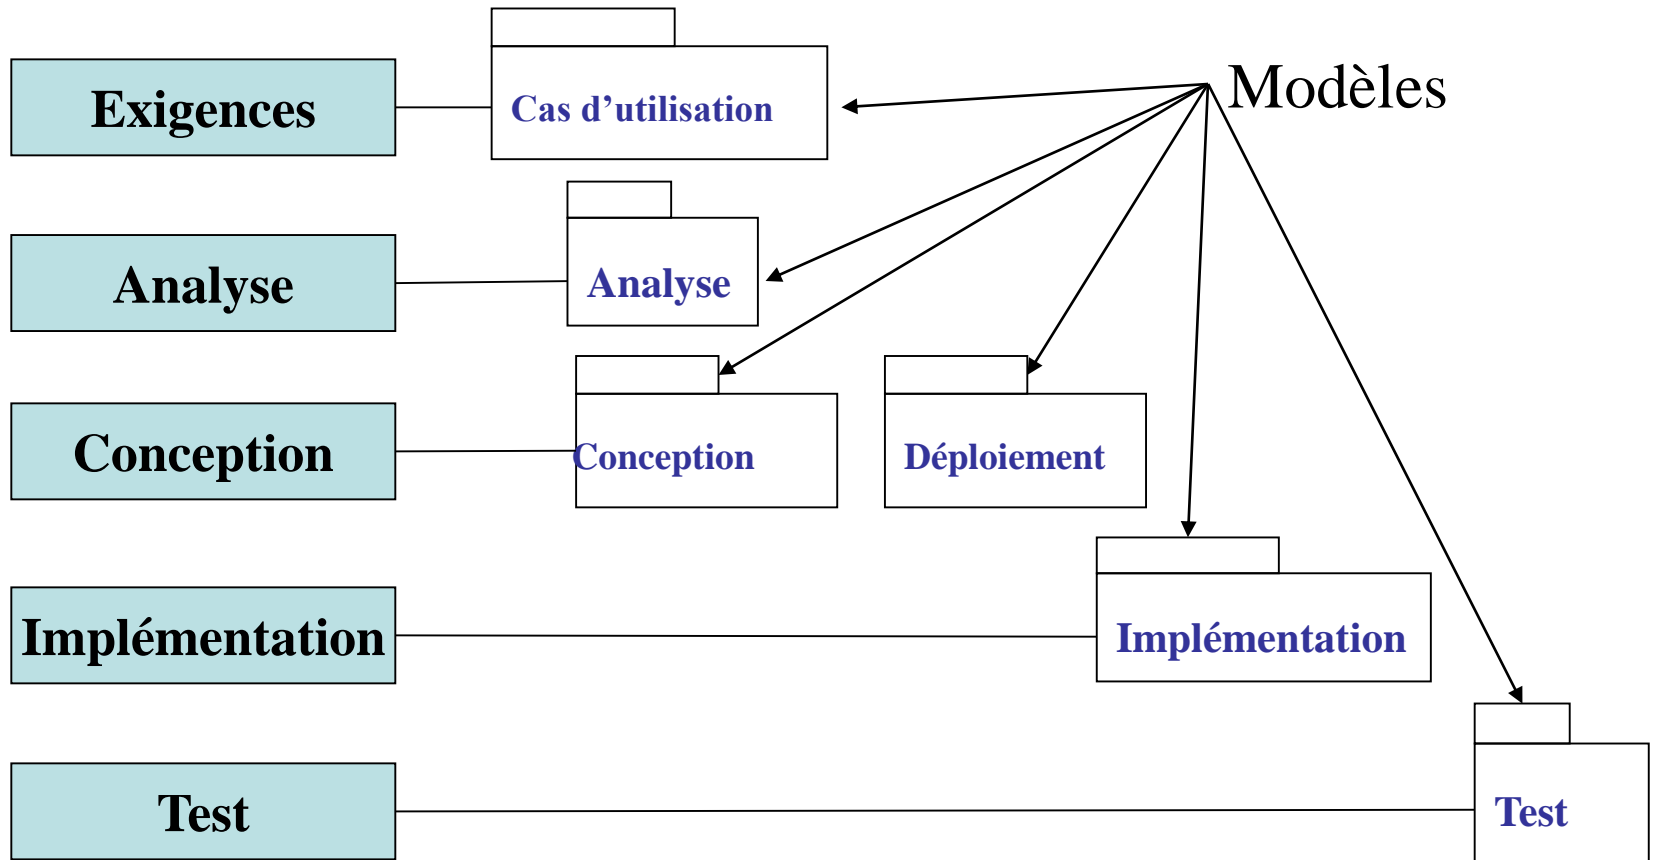 Exigences
Cas d’utilisation
Modèles
Analyse
Analyse
Conception
Conception
Déploiement
Implémentation
Implémentation
Test
Test